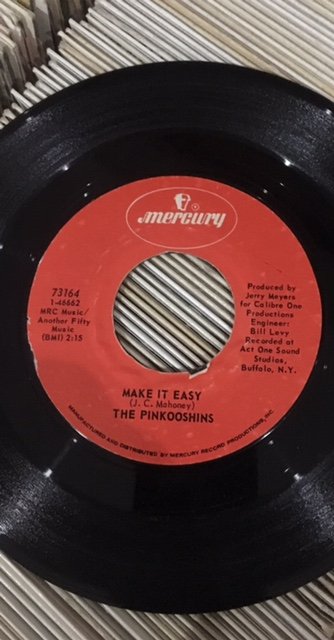 mercury
73164
1-46662
MRC Music/
Another Fifty
Music
(BMI) 2:15
Produced by
Jerry Meyers
for Calibre One
Productions
Engineer:
Bill Levy
Recorded at
Act One Sound
Studios,
Buffalo, N.Y.
MAKE IT EASY
(J. C. Mahoney)
THE PINKOOSHINS
MANUFACTURED AND DISTRIBUTED BY MERCURY RECORD PRODUCTIONS, INC.